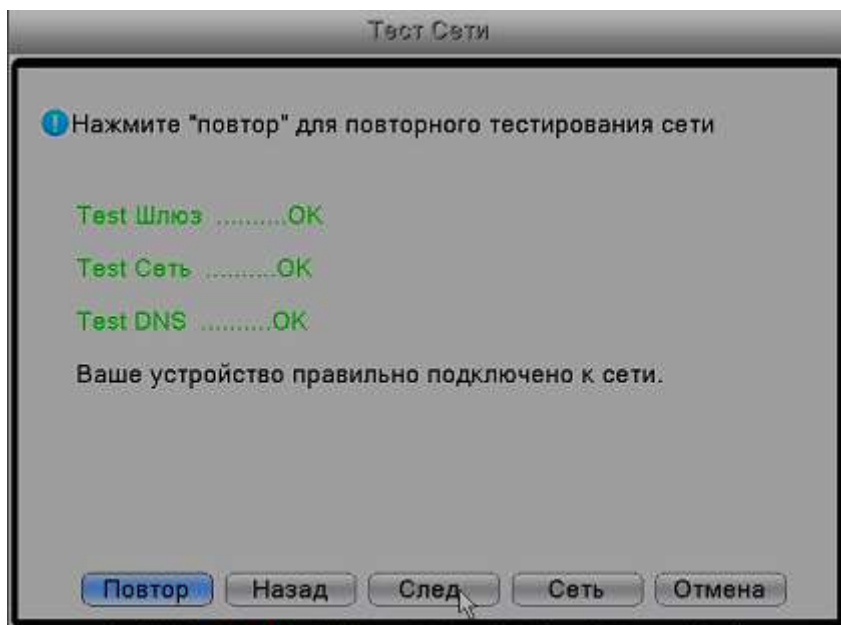 Тест Сети
Нажмите "повтор" для повторного тестирования сети
Test Шлюз ..........OK
Test Сеть ..........OK
Test DNS ..........OK
Ваше устройство правильно подключено к сети.
Повтор Назад След Сеть Отмена